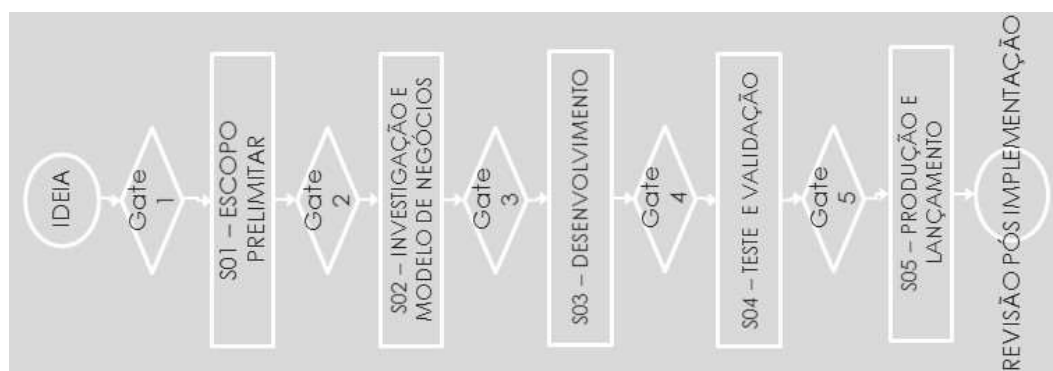 IDEIA
Gate
1
S01 – ESCOPO
PRELIMITAR
Gate
2
S02 – INVESTIGAÇÃO E
MODELO DE NEGÓCIOS
Gate
3
S03 – DESENVOLVIMENTO
Gate
4
S04 – TESTE E VALIDAÇÃO
Gate
5
S05 – PRODUÇÃO E
LANÇAMENTO
REVISÃO PÓS IMPLEMENTAÇÃO